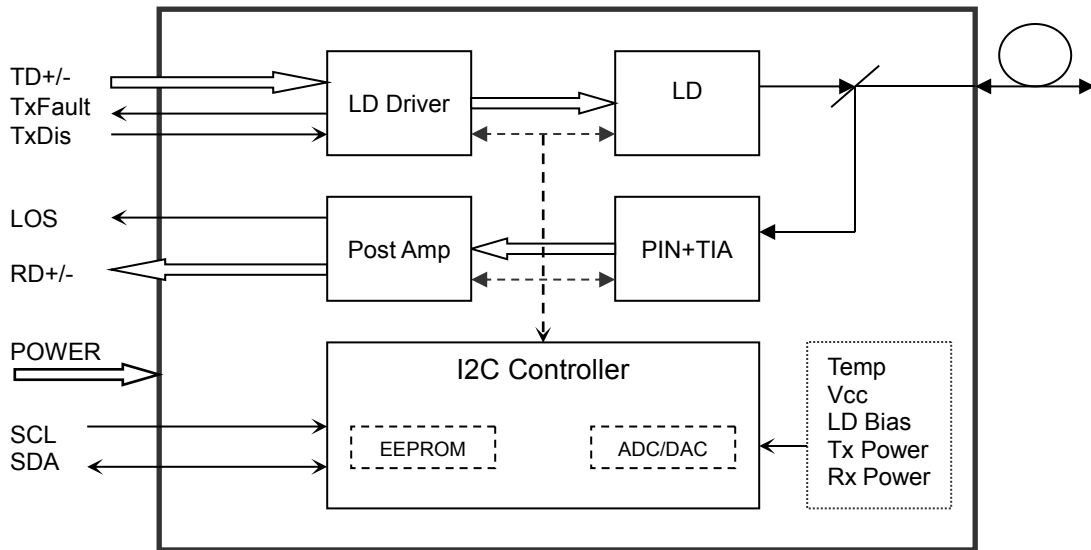 TD+/-
TxFault
TxDis
LD Driver
LD
LOS
RD+/-
Post Amp
PIN+TIA
POWER
SCL
SDA
I2C Controller
EEPROM
ADC/DAC
Temp
Vcc
LD Bias
Tx Power
Rx Power